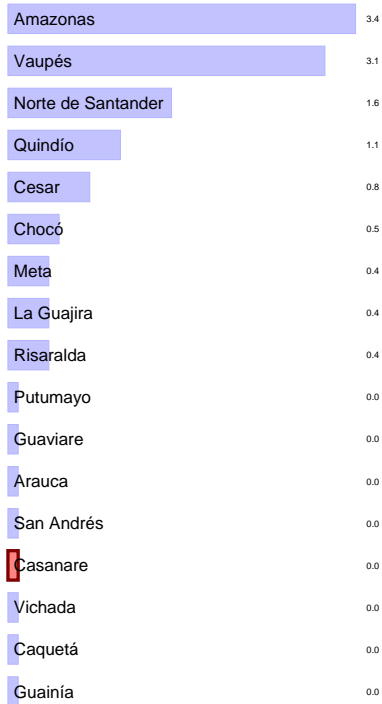 Amazonas 3.4
Vaupés 3.1
Norte de Santander 1.6
Quindío 1.1
Cesar 0.8
Chocó 0.5
Meta 0.4
La Guajira 0.4
Risaralda 0.4
Putumayo 0.0
Guaviare 0.0
Arauca 0.0
San Andrés 0.0
Casanare 0.0
Vichada 0.0
Caquetá 0.0
Guainía 0.0